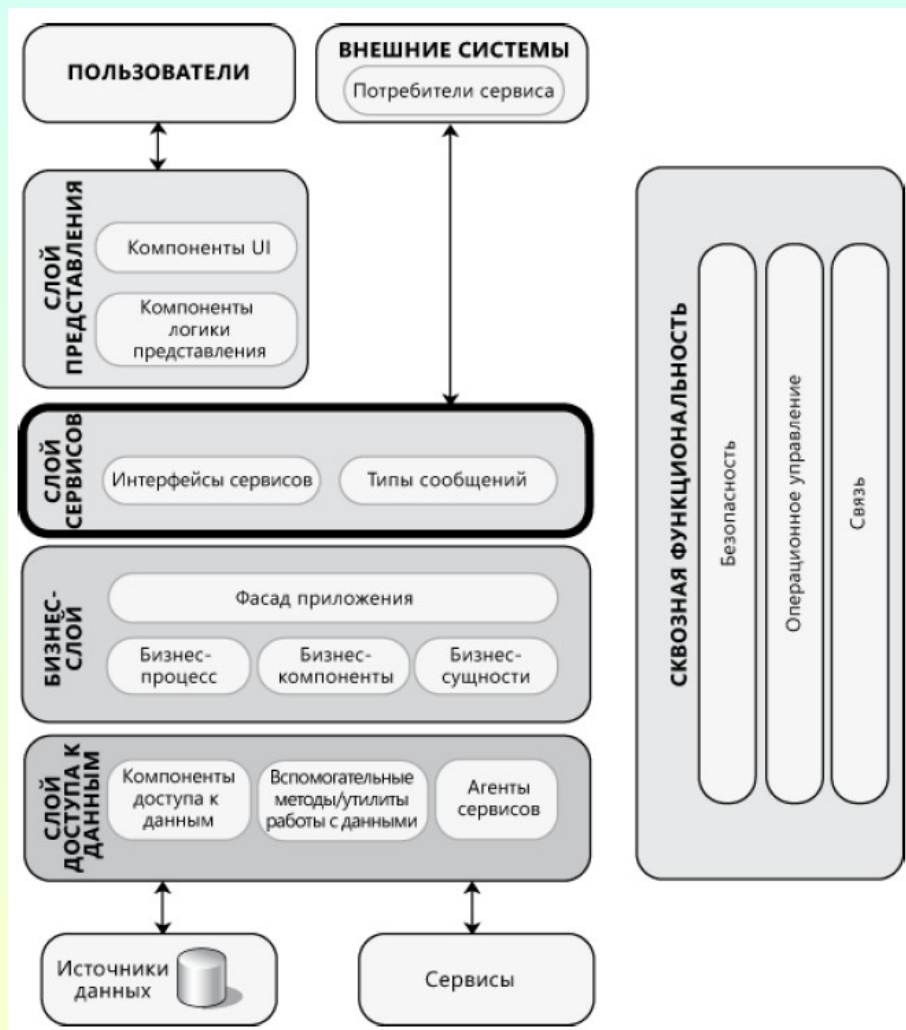 ПОЛЬЗОВАТЕЛИ
ВНЕШНИЕ СИСТЕМЫ
Потребители сервиса
СЛОЙ
ПРЕДСТАВЛЕНИЯ
Компоненты UI
Компоненты
логики
представления
СЛОЙ
СЕРВИСОВ
Интерфейсы сервисов
Типы сообщений
БИЗНЕС-
СЛОЙ
Фасад приложения
Бизнес-
процесс
Бизнес-
компоненты
Бизнес-
сущности
СЛОЙ
ДОСТУПА К
ДАННЫМ
Компоненты
доступа к
данным
Вспомогательные
методы/утилиты
работы с данными
Агенты
сервисов
Источники
данных
Сервисы
СКВОЗНАЯ ФУНКЦИОНАЛЬНОСТЬ
Безопасность
Операционное управление
Связь